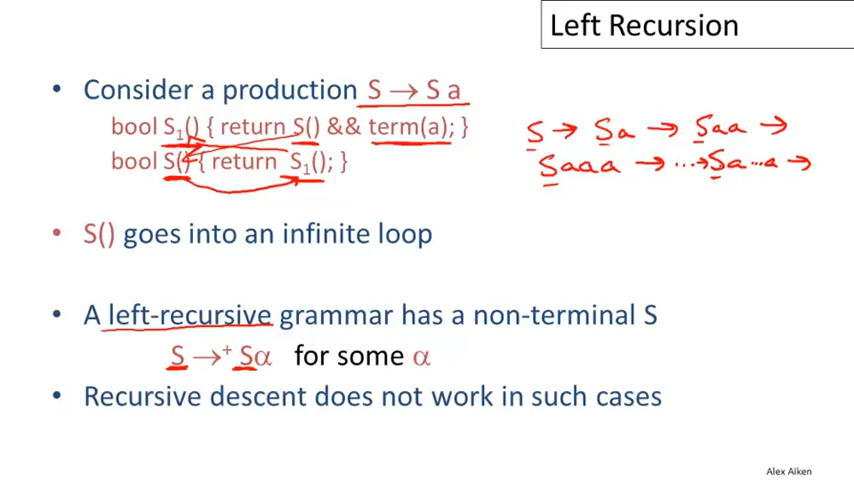 Left Recursion
• Consider a production S → S a
bool S₁() { return S() && term(a); }
bool S() { return S₁(); }
S → Sa → Saa →
Saaa → ...→ Sa...a →
• S() goes into an infinite loop
• A left-recursive grammar has a non-terminal S
S →⁺ Sα for some α
• Recursive descent does not work in such cases
Alex Aiken